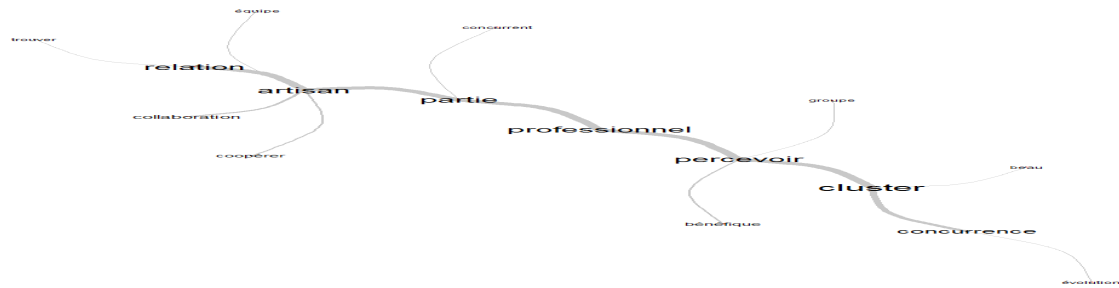 équipe
concurrent
trouver
relation
artisan
partie
groupe
collaboration
professionnel
coopérer
percevoir
beau
cluster
bénéfique
concurrence
évolution